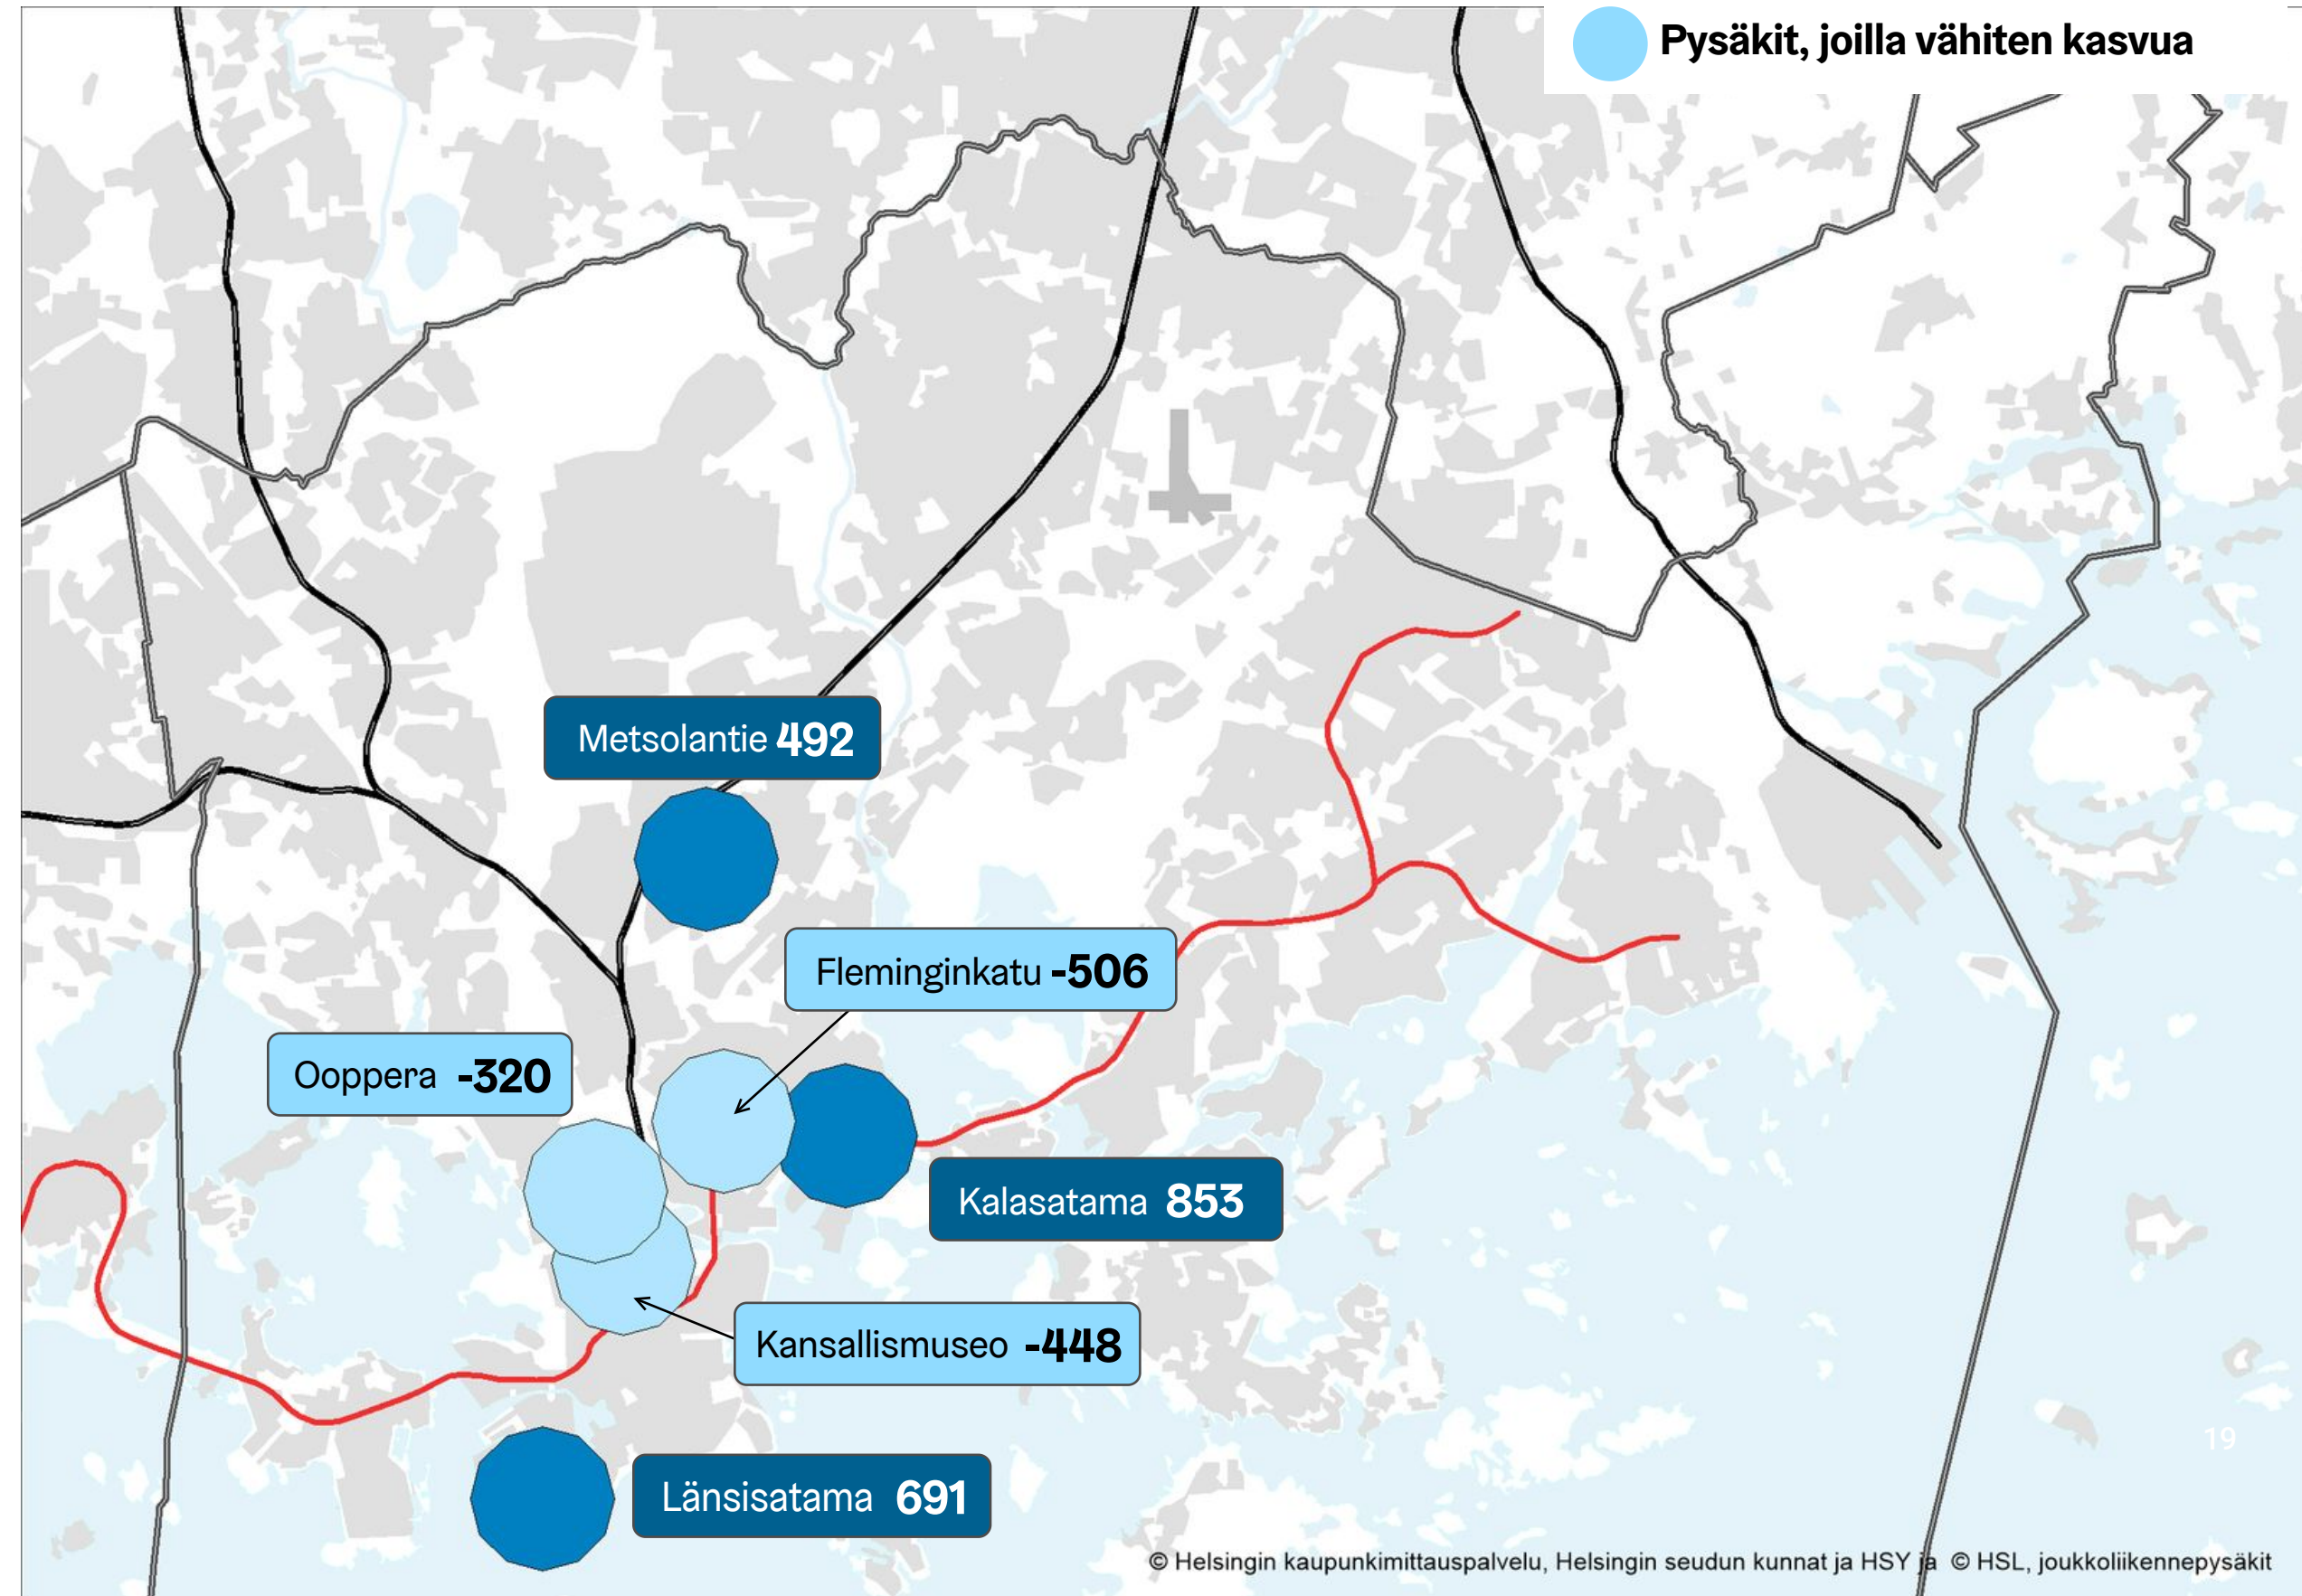 Pysäkit, joilla vähiten kasvua
Metsolantie 492
Fleminginkatu -506
Ooppera -320
Kalasatama 853
Kansallismuseo -448
19
Länsisatama 691
© Helsingin kaupunkimittauspalvelu, Helsingin seudun kunnat ja HSY ja © HSL, joukkoliikennepysäkit